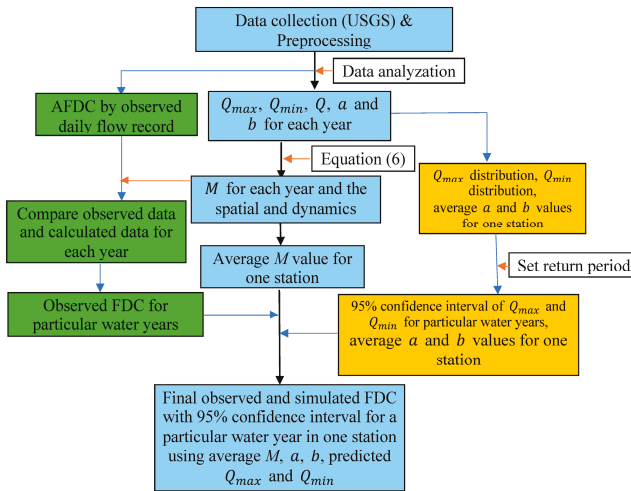 Data collection (USGS) &
Preprocessing
Data analyzation
AFDC by observed
daily flow record
Q_max, Q_min, Q, a and
b for each year
Equation (6)
Q_max distribution, Q_min
distribution,
average a and b values
for one station
M for each year and the
spatial and dynamics
Compare observed data
and calculated data for
each year
Average M value for
one station
Set return period
Observed FDC for
particular water years
95% confidence interval of Q_max and
Q_min for particular water years,
average a and b values for one
station
Final observed and simulated FDC
with 95% confidence interval for a
particular water year in one station
using average M, a, b, predicted
Q_max and Q_min